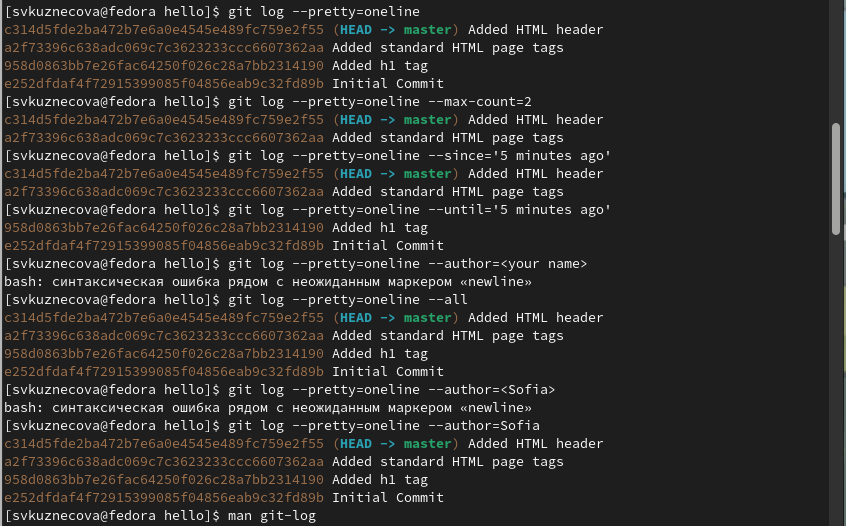 [svkuznecova@fedora hello]$ git log --pretty=oneline
c314d5fde2ba472b7e6a0e4545e489fc759e2f55 (HEAD -> master) Added HTML header
a2f73396c638adc069c7c3623233ccc6607362aa Added standard HTML page tags
958d0863bb7e26fac64250f026c28a7bb2314190 Added h1 tag
e252dfdaf4f72915399085f04856eab9c32fd89b Initial Commit
[svkuznecova@fedora hello]$ git log --pretty=oneline --max-count=2
c314d5fde2ba472b7e6a0e4545e489fc759e2f55 (HEAD -> master) Added HTML header
a2f73396c638adc069c7c3623233ccc6607362aa Added standard HTML page tags
[svkuznecova@fedora hello]$ git log --pretty=oneline --since='5 minutes ago'
c314d5fde2ba472b7e6a0e4545e489fc759e2f55 (HEAD -> master) Added HTML header
a2f73396c638adc069c7c3623233ccc6607362aa Added standard HTML page tags
[svkuznecova@fedora hello]$ git log --pretty=oneline --until='5 minutes ago'
958d0863bb7e26fac64250f026c28a7bb2314190 Added h1 tag
e252dfdaf4f72915399085f04856eab9c32fd89b Initial Commit
[svkuznecova@fedora hello]$ git log --pretty=oneline --author=<your name>
bash: синтаксическая ошибка рядом с неожиданным маркером «newline»
[svkuznecova@fedora hello]$ git log --pretty=oneline --all
c314d5fde2ba472b7e6a0e4545e489fc759e2f55 (HEAD -> master) Added HTML header
a2f73396c638adc069c7c3623233ccc6607362aa Added standard HTML page tags
958d0863bb7e26fac64250f026c28a7bb2314190 Added h1 tag
e252dfdaf4f72915399085f04856eab9c32fd89b Initial Commit
[svkuznecova@fedora hello]$ git log --pretty=oneline --author=<Sofia>
bash: синтаксическая ошибка рядом с неожиданным маркером «newline»
[svkuznecova@fedora hello]$ git log --pretty=oneline --author=Sofia
c314d5fde2ba472b7e6a0e4545e489fc759e2f55 (HEAD -> master) Added HTML header
a2f73396c638adc069c7c3623233ccc6607362aa Added standard HTML page tags
958d0863bb7e26fac64250f026c28a7bb2314190 Added h1 tag
e252dfdaf4f72915399085f04856eab9c32fd89b Initial Commit
[svkuznecova@fedora hello]$ man git-log